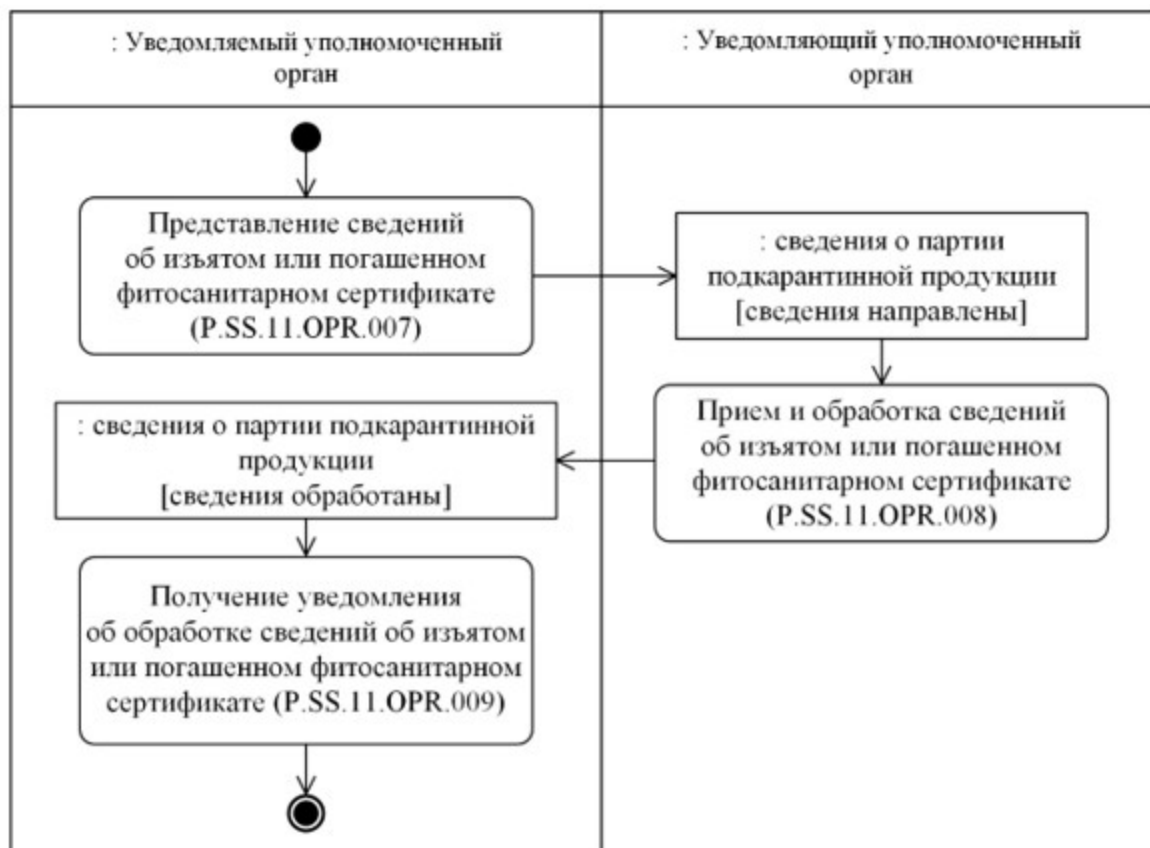 : Уведомляемый уполномоченный
орган
: Уведомляющий уполномоченный
орган
Представление сведений
об изъятом или погашенном
фитосанитарном сертификате
(P.SS.11.OPR.007)
: сведения о партии
подкарантинной продукции
[сведения направлены]
Прием и обработка сведений
об изъятом или погашенном
фитосанитарном сертификате
(P.SS.11.OPR.008)
: сведения о партии подкарантинной
продукции
[сведения обработаны]
Получение уведомления
об обработке сведений об изъятом
или погашенном фитосанитарном
сертификате (P.SS.11.OPR.009)